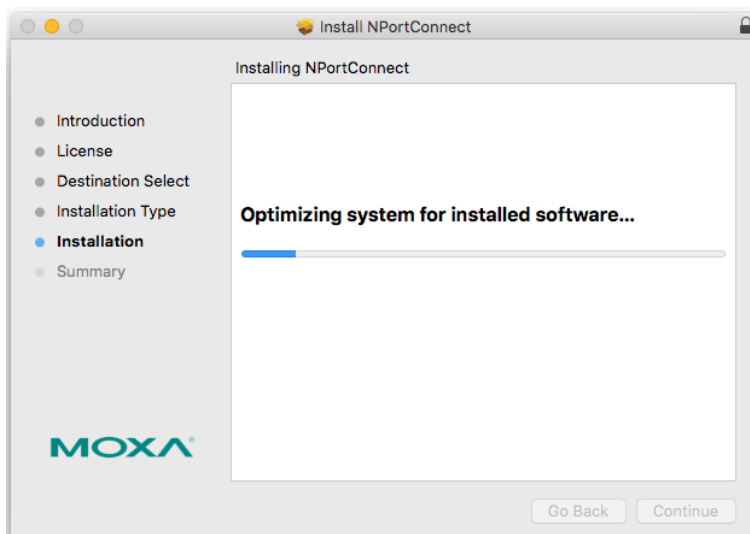 Install NPortConnect
Installing NPortConnect
Introduction
License
Destination Select
Installation Type
Installation
Summary
Optimizing system for installed software...
MOXA®
Go Back
Continue